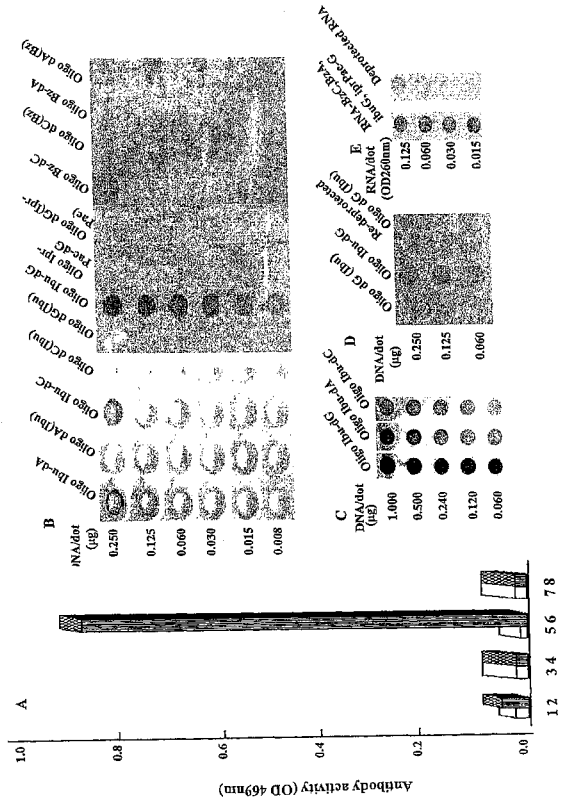 A
Antibody activity (OD 469nm)
1.0
0.8
0.6
0.4
0.2
0.0
1 2 3 4 5 6 7 8
B
NA/dot
(µg)
0.250
0.125
0.060
0.030
0.015
0.008
Oligo Ibu-dA
Oligo dA(Ibu)
Oligo Ibu-dC
Oligo dC(Ibu)
Oligo dG(Ibu)
Oligo Ibu-dG
Oligo Ipr-
Pac-dG
Oligo dG(Ipr-
Pac)
Oligo Bz-dC
Oligo dC(Bz)
Oligo Bz-dA
Oligo dA(Bz)
C
DNA/dot
(µg)
1.000
0.500
0.240
0.120
0.060
Oligo Ibu-dG
Oligo Ibu-dA
Oligo Ibu-dC
D
DNA/dot
(µg)
0.250
0.125
0.060
Oligo dG (Ibu)
Oligo Ibu-dG
Re-deprotected
Oligo dG (Ibu)
E
RNA/dot
(OD260nm)
0.125
0.060
0.030
0.015
RNA-BzC,BzA,
IbuG, iprPac-G
Deprotected RNA